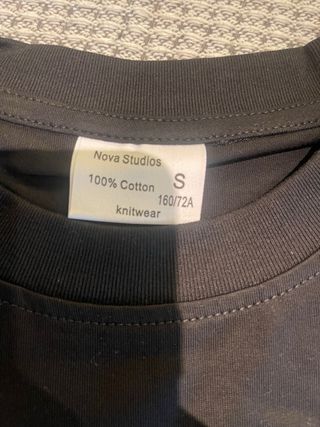 Nova Studios
100% Cotton S
160/72A
knitwear